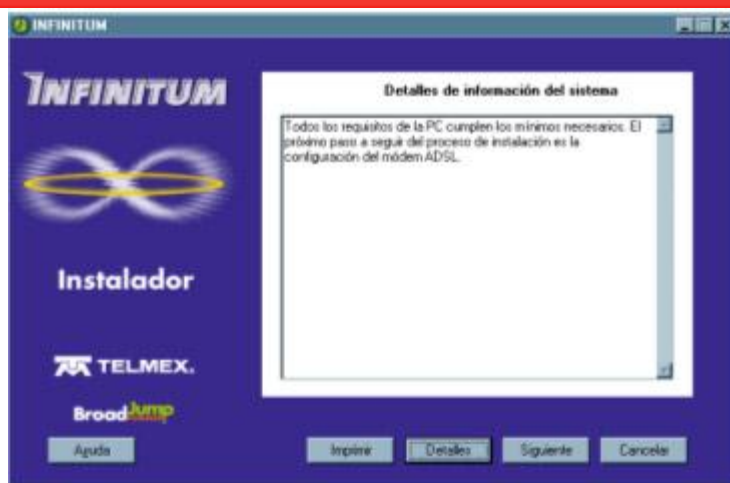 INFINITUM
INFINITUM
Detalles de información del sistema
Todos los requisitos de la PC cumplen los mínimos necesarios. El
próximo paso a seguir del proceso de instalación es la
configuración del módem ADSL.
Instalador
TELMEX.
BroadJump
Ayuda
Imprimir
Detalles
Siguiente
Cancelar